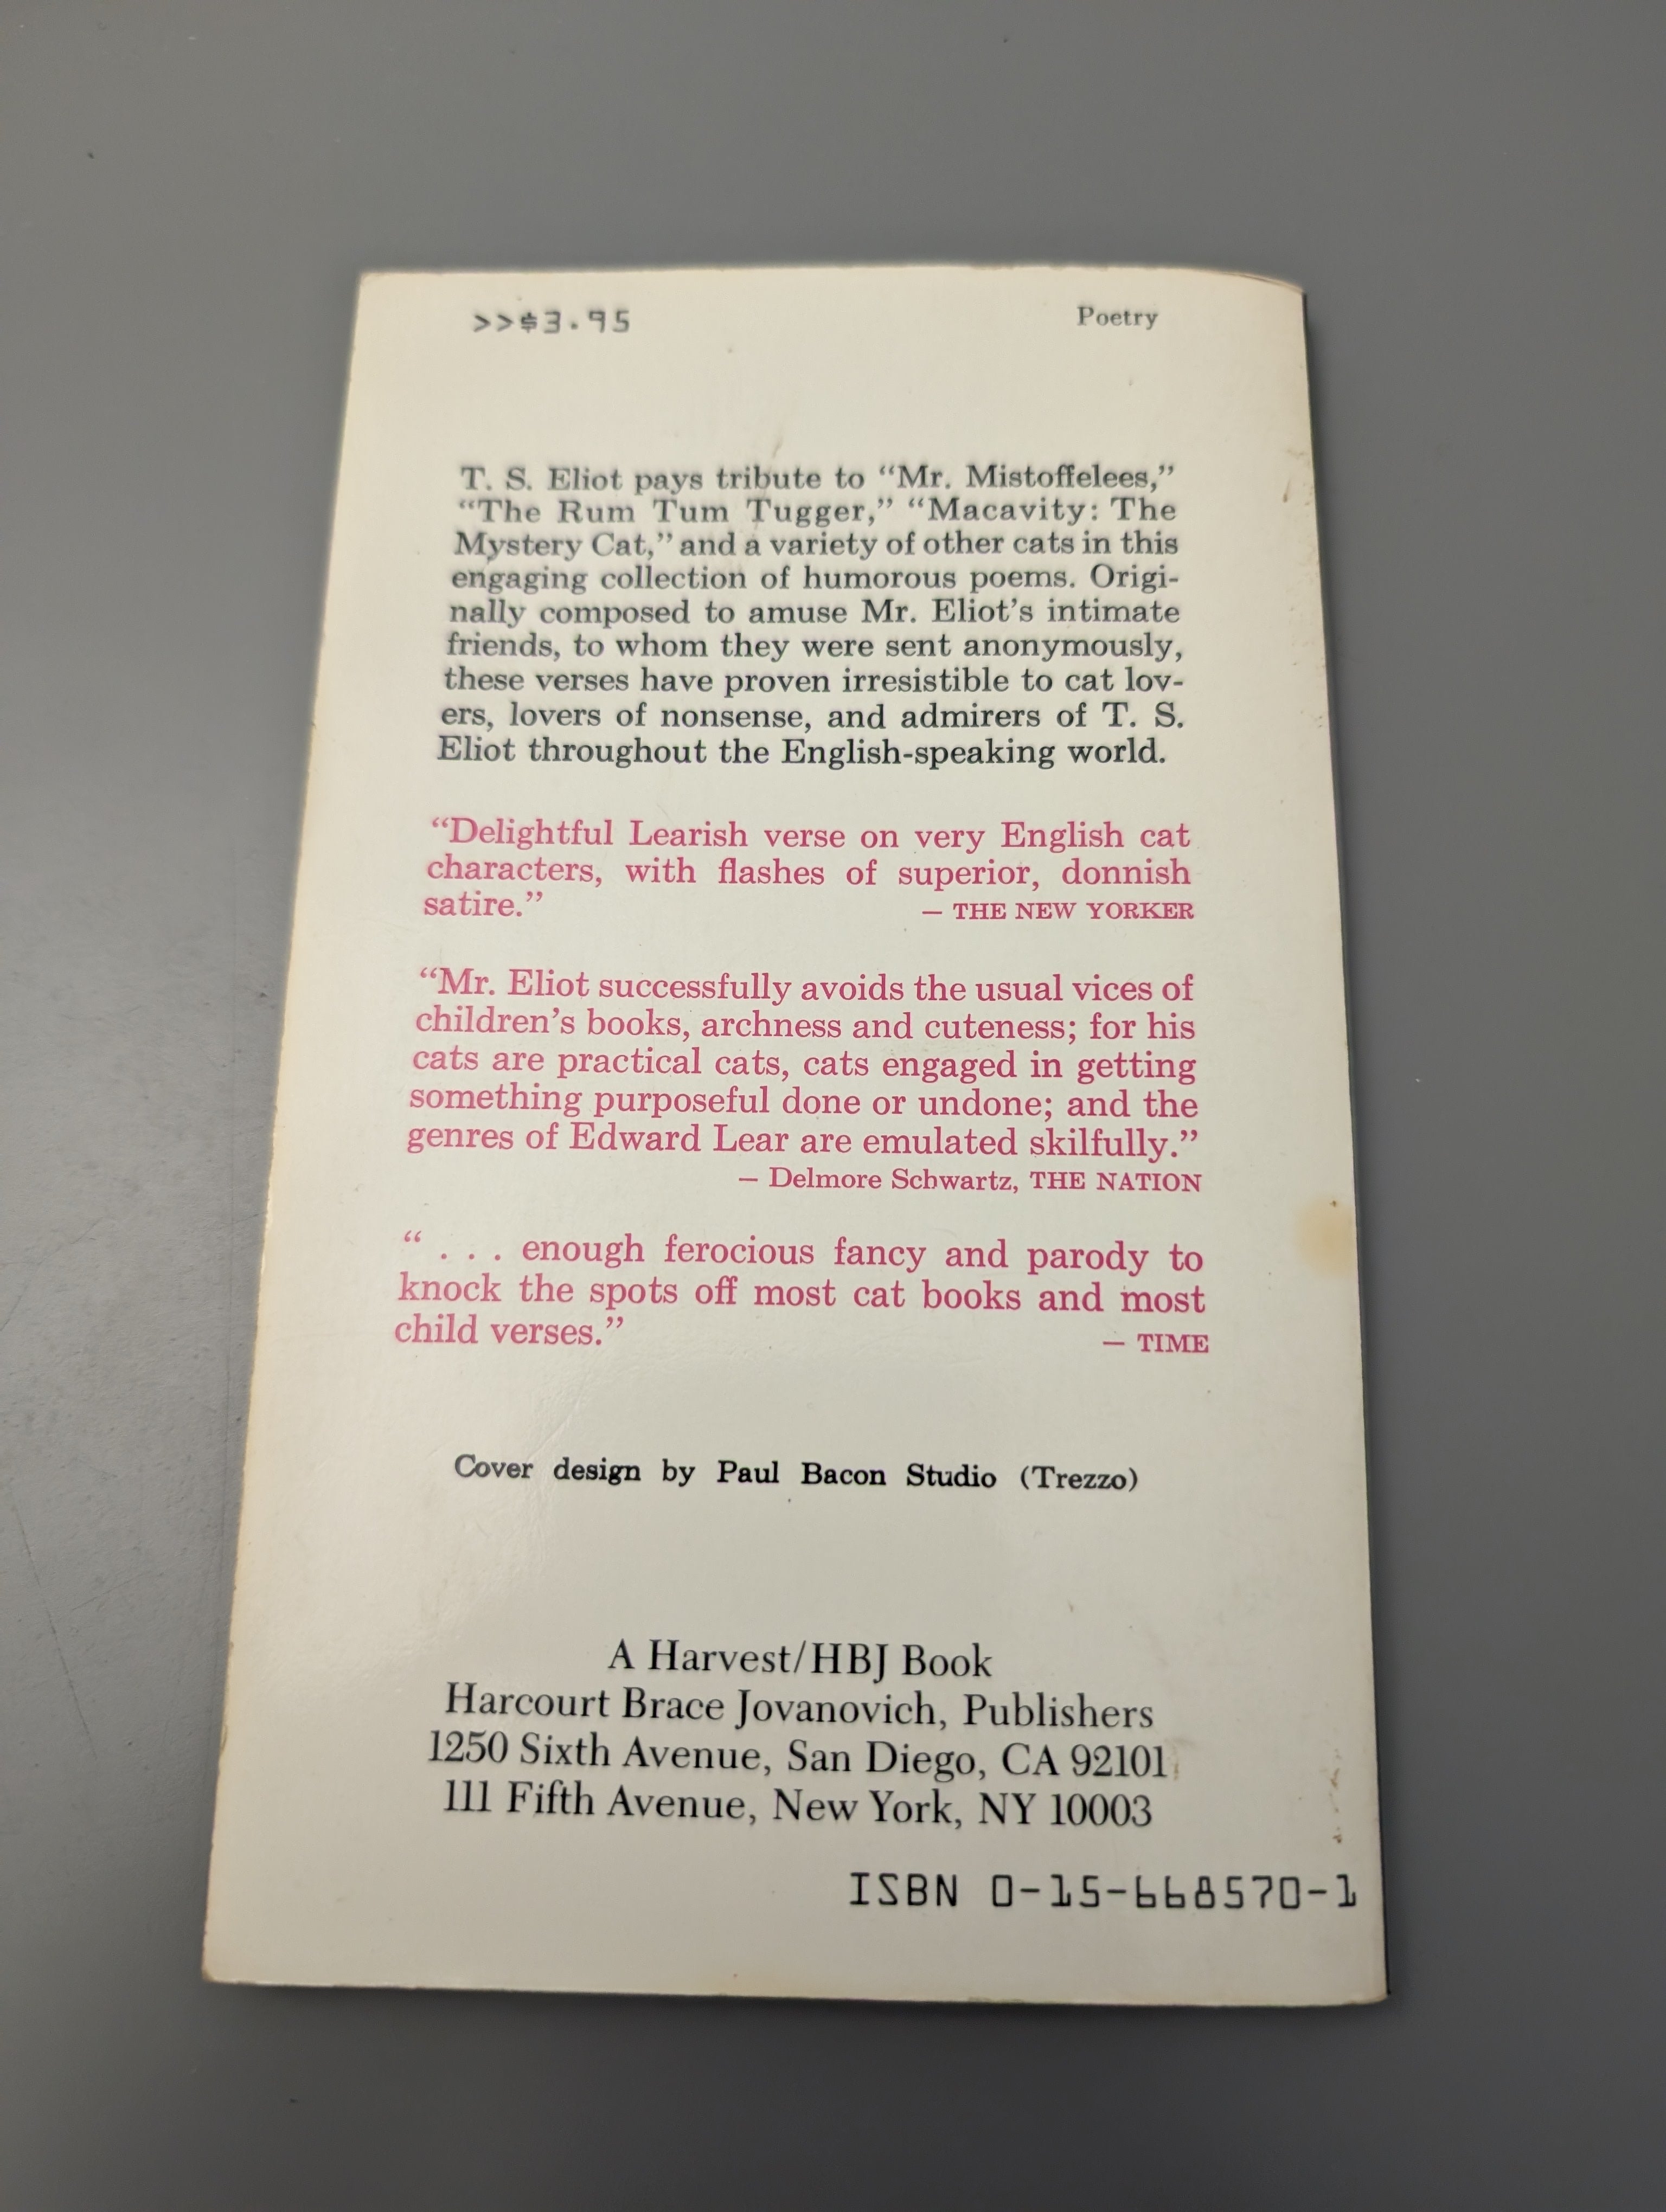 >>$3.95 Poetry
T. S. Eliot pays tribute to “Mr. Mistoffelees,”
“The Rum Tum Tugger,” “Macavity: The
Mystery Cat,” and a variety of other cats in this
engaging collection of humorous poems. Origi-
nally composed to amuse Mr. Eliot’s intimate
friends, to whom they were sent anonymously,
these verses have proven irresistible to cat lov-
ers, lovers of nonsense, and admirers of T. S.
Eliot throughout the English-speaking world.
“Delightful Learish verse on very English cat
characters, with flashes of superior, donnish
satire.” — THE NEW YORKER
“Mr. Eliot successfully avoids the usual vices of
children’s books, archness and cuteness; for his
cats are practical cats, cats engaged in getting
something purposeful done or undone; and the
genres of Edward Lear are emulated skilfully.”
— Delmore Schwartz, THE NATION
“ . . . enough ferocious fancy and parody to
knock the spots off most cat books and most
child verses.” — TIME
Cover design by Paul Bacon Studio (Trezzo)
A Harvest/HBJ Book
Harcourt Brace Jovanovich, Publishers
1250 Sixth Avenue, San Diego, CA 92101
111 Fifth Avenue, New York, NY 10003
ISBN 0-15-668570-1